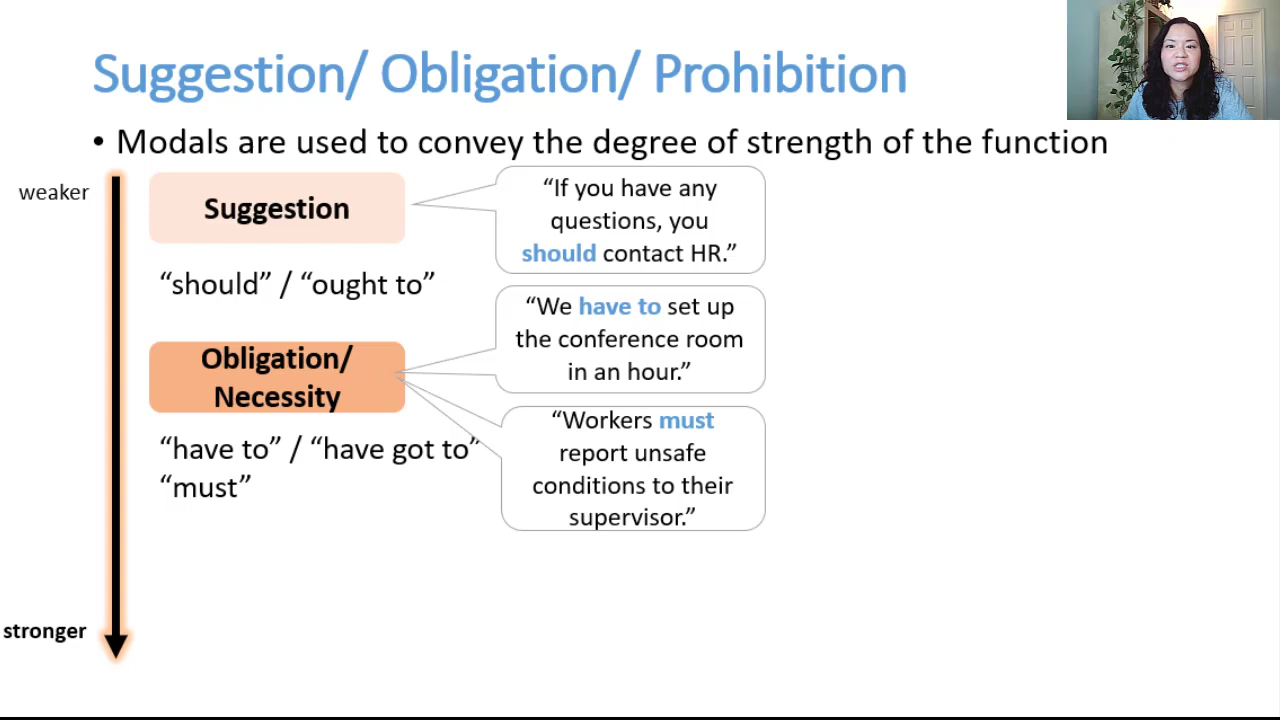 Suggestion/ Obligation/ Prohibition
• Modals are used to convey the degree of strength of the function
weaker
Suggestion
“If you have any
questions, you
should contact HR.”
“should” / “ought to”
Obligation/
Necessity
“We have to set up
the conference room
in an hour.”
“have to” / “have got to”
“must”
“Workers must
report unsafe
conditions to their
supervisor.”
stronger